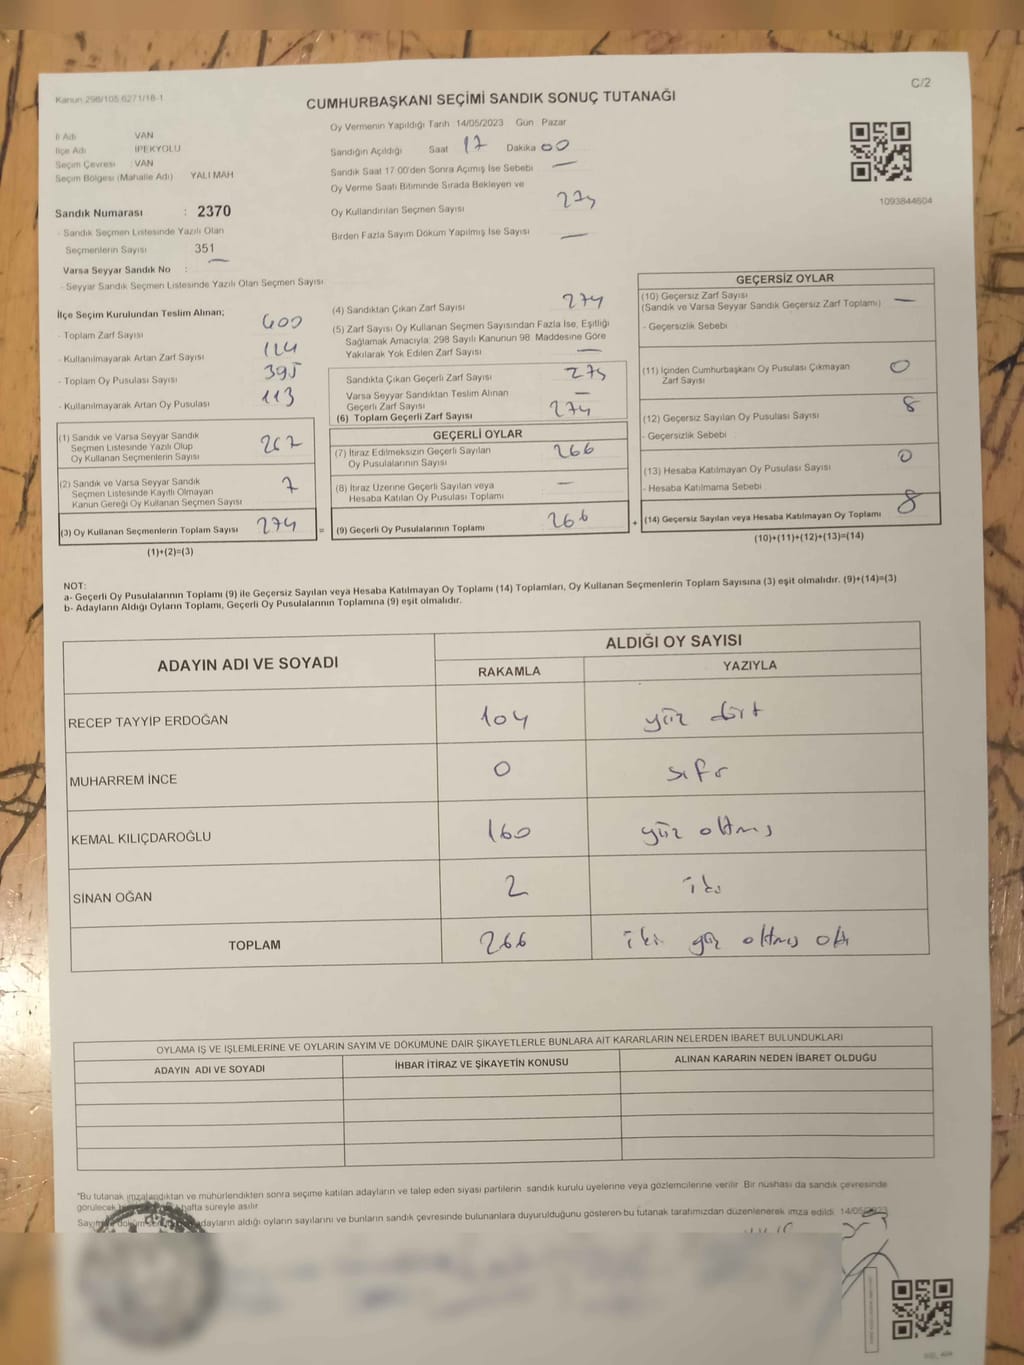 Kanun 298/105 6271/18-1
C/2
CUMHURBAŞKANI SEÇİMİ SANDIK SONUÇ TUTANAĞI
Oy Vermenin Yapıldığı Tarih 14/05/2023 Gün Pazar
İl Adı VAN
İlçe Adı İPEKYOLU
Seçim Çevresi : VAN
Seçim Bölgesi (Mahalle Adı) YALI MAH
Sandık Numarası : 2370
- Sandık Seçmen Listesinde Yazılı Olan
Seçmenlerin Sayısı 351
Varsa Seyyar Sandık No : —
- Seyyar Sandık Seçmen Listesinde Yazılı Olan Seçmen Sayısı
Sandığın Açıldığı Saat 17 Dakika 00
Sandık Saat 17 00'den Sonra Açımış İse Sebebi —
Oy Verme Saati Bitiminde Sırada Bekleyen ve
Oy Kullandırılan Seçmen Sayısı
Birden Fazla Sayım Döküm Yapılmış İse Sayısı —
1093844604
İlçe Seçim Kurulundan Teslim Alınan;
- Toplam Zarf Sayısı 400
- Kullanılmayarak Artan Zarf Sayısı
- Toplam Oy Pusulası Sayısı 395
- Kullanılmayarak Artan Oy Pusulası 113
(1) Sandık ve Varsa Seyyar Sandık
Seçmen Listesinde Yazılı Olup
Oy Kullanan Seçmenlerin Sayısı 267
(2) Sandık ve Varsa Seyyar Sandık
Seçmen Listesinde Kayıtlı Olmayan
Kanun Gereği Oy Kullanan Seçmen Sayısı 7
(3) Oy Kullanan Seçmenlerin Toplam Sayısı 274 =
(1)+(2)=(3)
(4) Sandıktan Çıkan Zarf Sayısı 274
(5) Zarf Sayısı Oy Kullanan Seçmen Sayısından Fazla İse, Eşitliği
Sağlamak Amacıyla; 298 Sayılı Kanunun 98 Maddesine Göre
Yakılarak Yok Edilen Zarf Sayısı —
Sandıkta Çıkan Geçerli Zarf Sayısı 274
Varsa Seyyar Sandıktan Teslim Alınan
Geçerli Zarf Sayısı —
(6) Toplam Geçerli Zarf Sayısı 274
GEÇERLİ OYLAR
(7) İtiraz Edilmeksizin Geçerli Sayılan
Oy Pusulalarının Sayısı 266
(8) İtiraz Üzerine Geçerli Sayılan veya
Hesaba Katılan Oy Pusulası Toplamı —
(9) Geçerli Oy Pusulalarının Toplamı 266 +
GEÇERSİZ OYLAR
(10) Geçersiz Zarf Sayısı
(Sandık ve Varsa Seyyar Sandık Geçersiz Zarf Toplamı) —
- Geçersizlik Sebebi
(11) İçinden Cumhurbaşkanı Oy Pusulası Çıkmayan
Zarf Sayısı 0
(12) Geçersiz Sayılan Oy Pusulası Sayısı 8
- Geçersizlik Sebebi
(13) Hesaba Katılmayan Oy Pusulası Sayısı 0
- Hesaba Katılmama Sebebi
(14) Geçersiz Sayılan veya Hesaba Katılmayan Oy Toplamı 8
(10)+(11)+(12)+(13)=(14)
NOT:
a- Geçerli Oy Pusulalarının Toplamı (9) ile Geçersiz Sayılan veya Hesaba Katılmayan Oy Toplamı (14) Toplamları, Oy Kullanan Seçmenlerin Toplam Sayısına (3) eşit olmalıdır. (9)+(14)=(3)
b- Adayların Aldığı Oyların Toplamı, Geçerli Oy Pusulalarının Toplamına (9) eşit olmalıdır.
ADAYIN ADI VE SOYADI
ALDIĞI OY SAYISI
RAKAMLA YAZIYLA
RECEP TAYYİP ERDOĞAN 104 yüz dört
MUHARREM İNCE 0 sıfır
KEMAL KILIÇDAROĞLU 160 yüz altmış
SİNAN OĞAN 2 iki
TOPLAM 266 iki yüz altmış altı
OYLAMA İŞ VE İŞLEMLERİNE VE OYLARIN SAYIM VE DÖKÜMÜNE DAİR ŞİKAYETLERLE BUNLARA AİT KARARLARIN NELERDEN İBARET BULUNDUKLARI
ADAYIN ADI VE SOYADI İHBAR İTİRAZ VE ŞİKAYETİN KONUSU ALINAN KARARIN NEDEN İBARET OLDUĞU
"Bu tutanak imzalandıktan ve mühürlendikten sonra seçime katılan adayların ve talep eden siyasi partilerin sandık kurulu üyelerine veya gözlemcilerine verilir Bir nüshası da sandık çevresinde
görülecek hafta süreyle asılır
adayların aldığı oyların sayılarını ve bunların sandık çevresinde bulunanlara duyurulduğunu gösteren bu tutanak tarafımızdan düzenlenerek imza edildi 14/05/2023